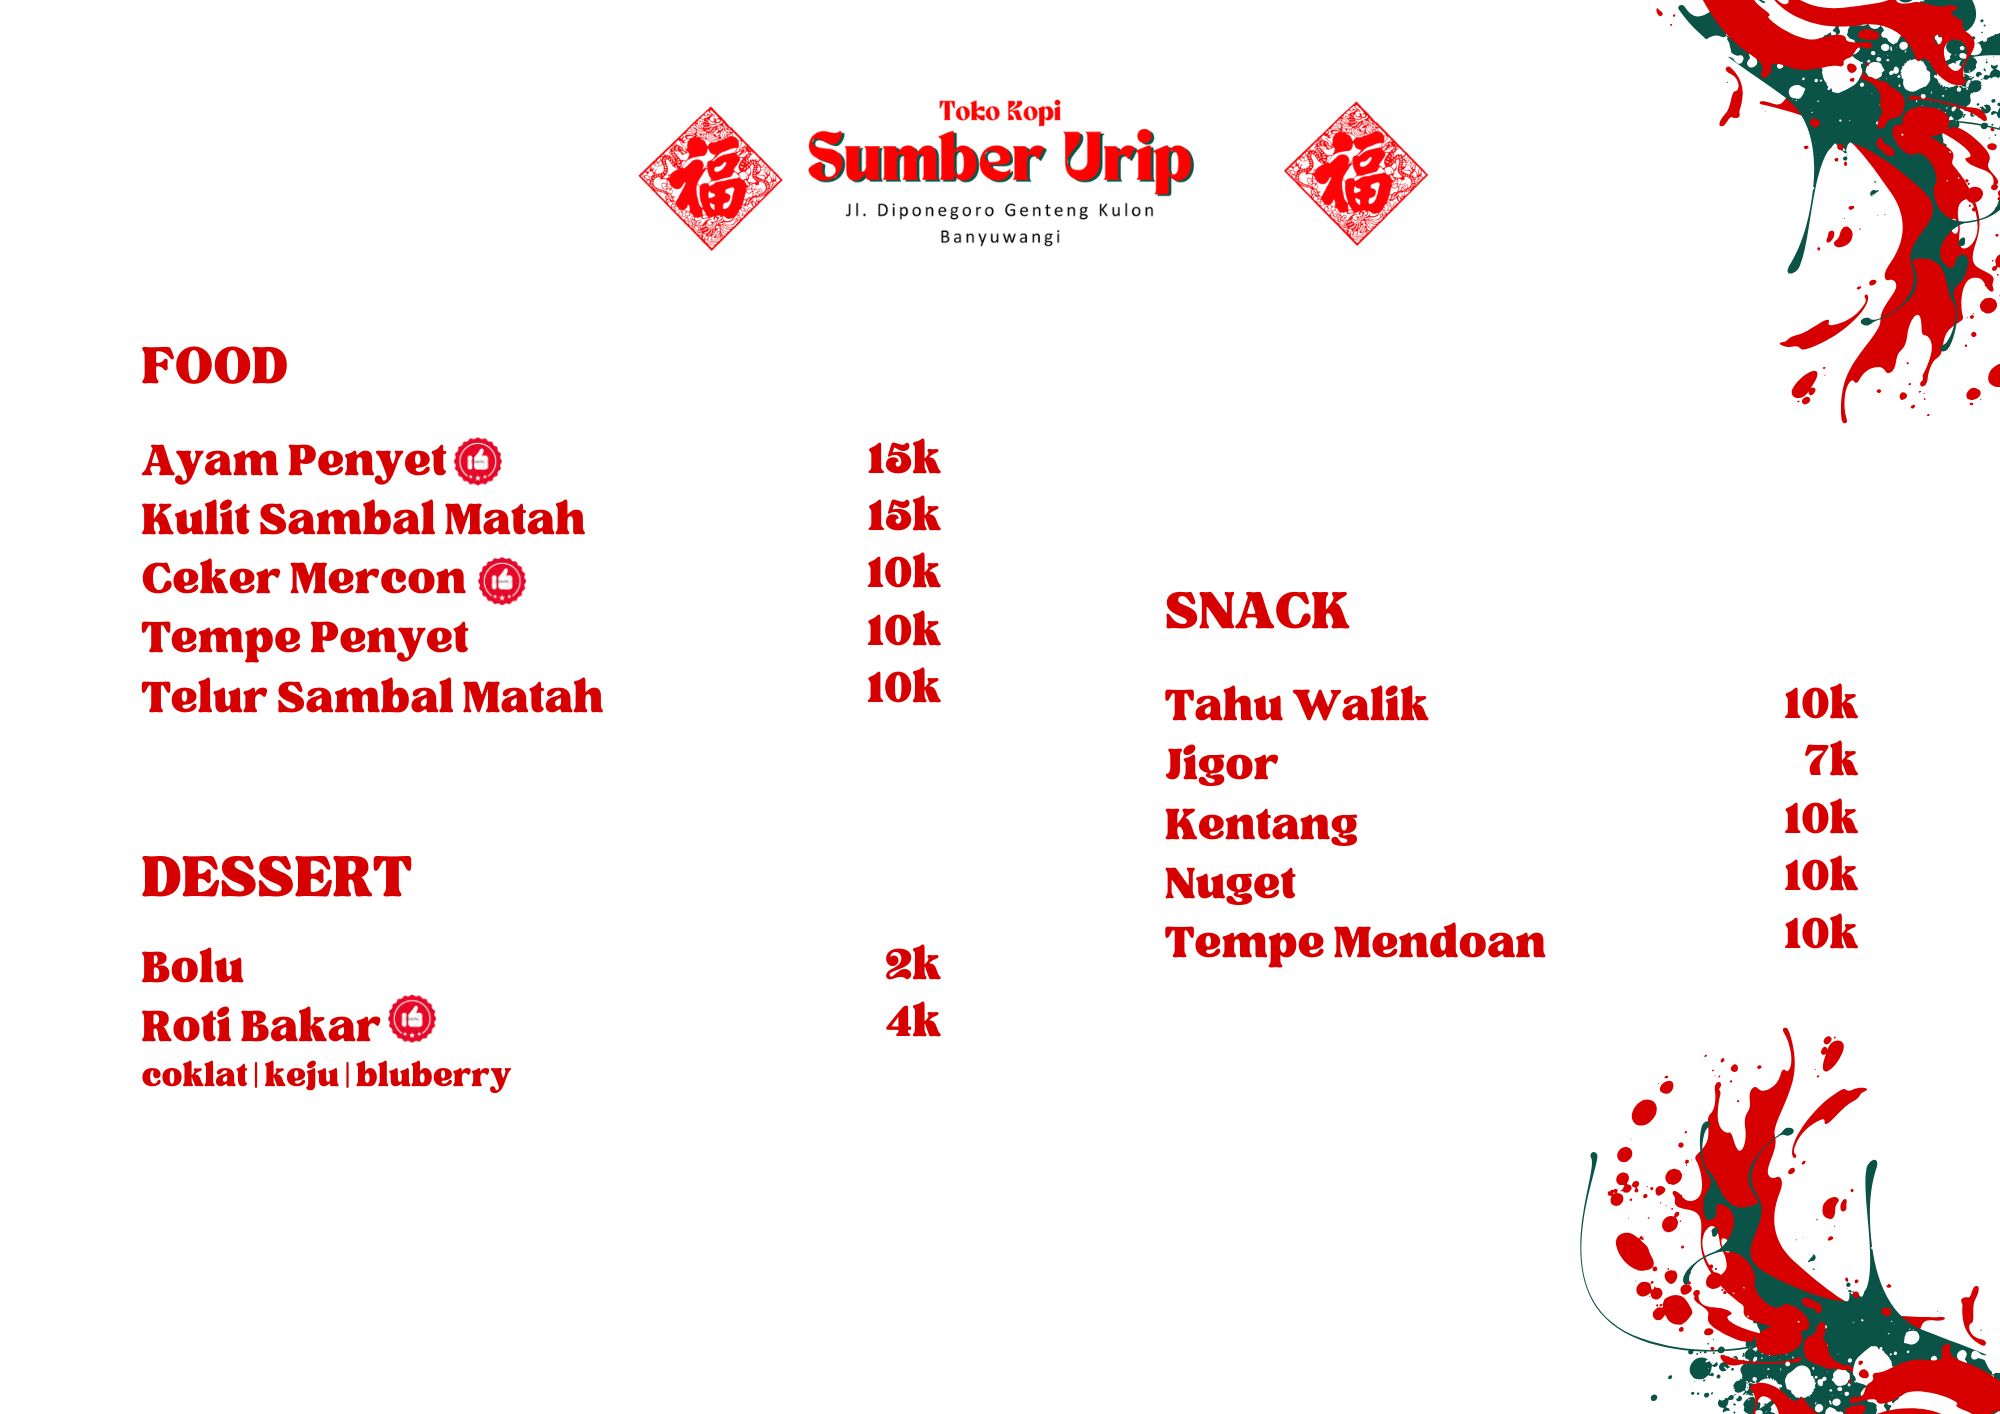 福
Toko Kopi
Sumber Urip
Jl. Diponegoro Genteng Kulon
Banyuwangi
福
FOOD
Ayam Penyet 15k
Kulit Sambal Matah 15k
Ceker Mercon 10k
Tempe Penyet 10k
Telur Sambal Matah 10k
DESSERT
Bolu 2k
Roti Bakar 4k
coklat | keju | bluberry
SNACK
Tahu Walik 10k
Jigor 7k
Kentang 10k
Nuget 10k
Tempe Mendoan 10k